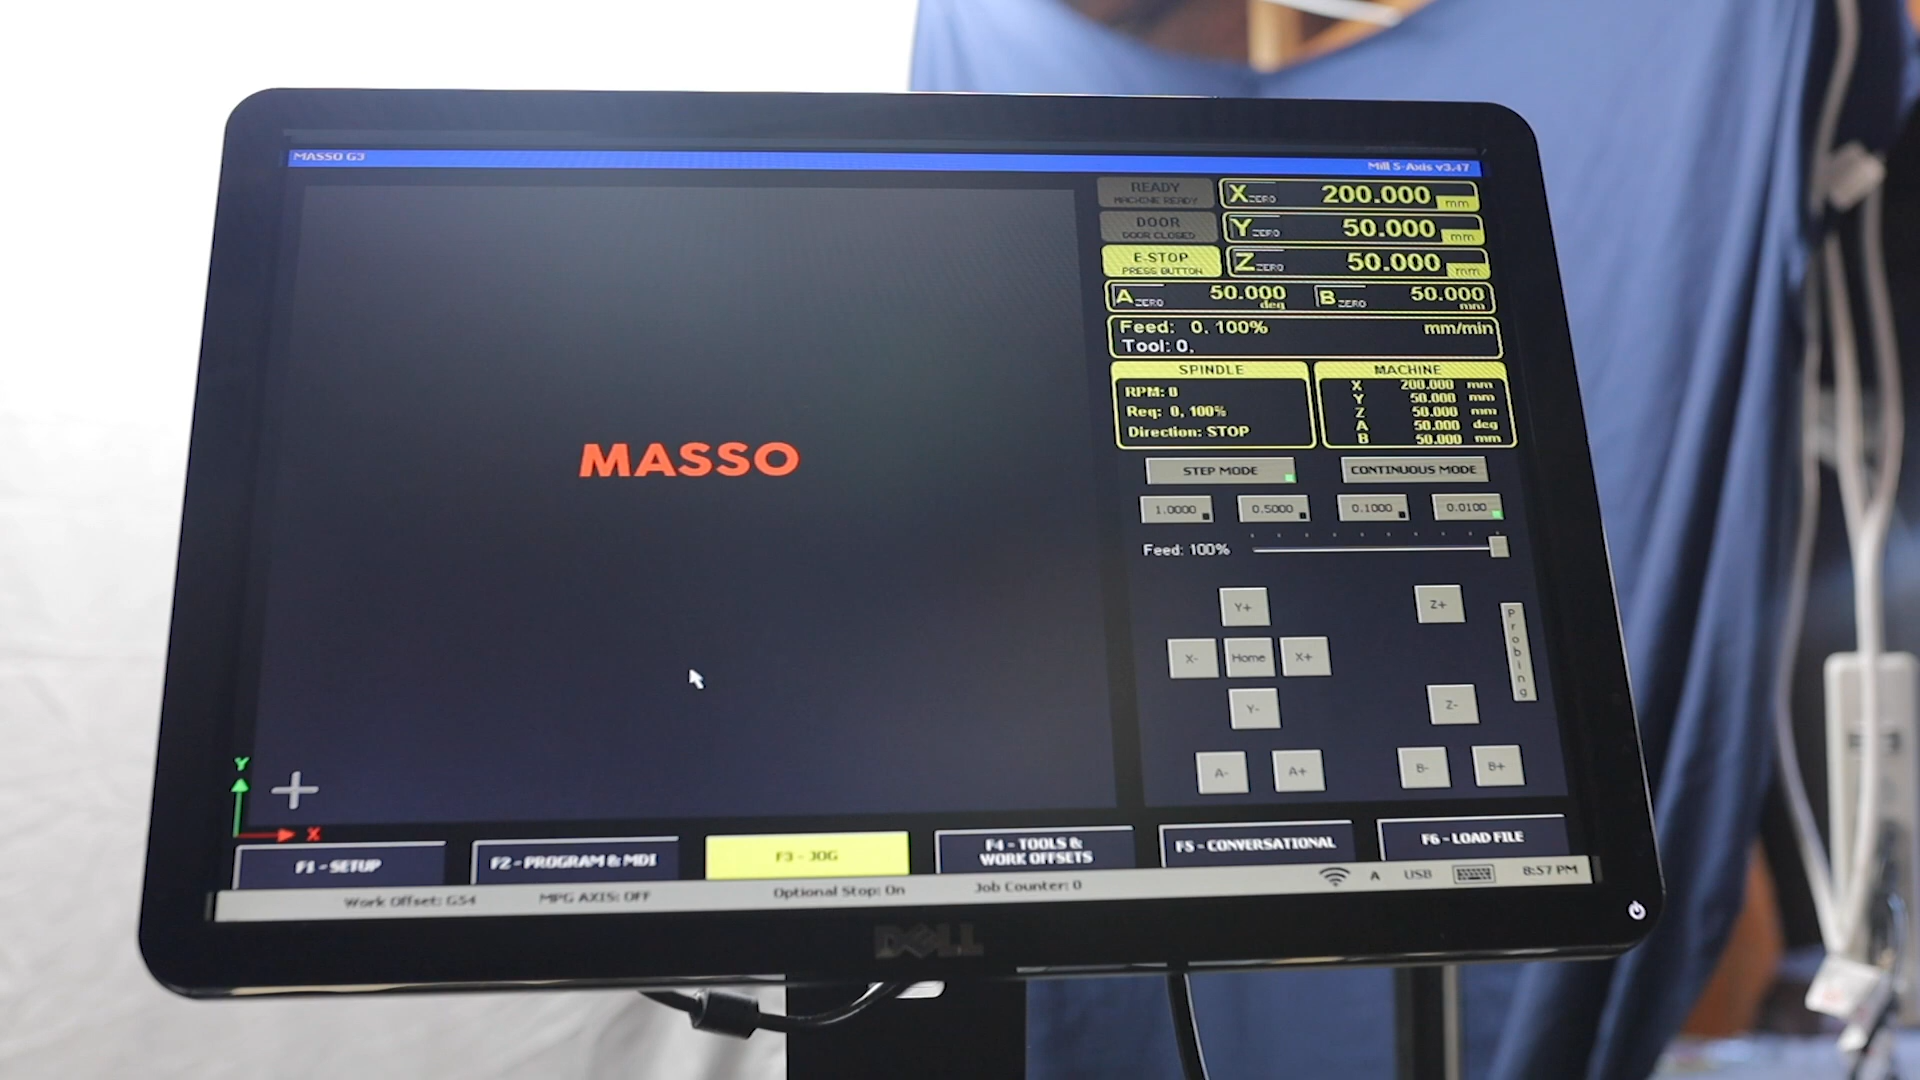 MASSO G3
Mill 5-Axis v3.47
READY
MACHINE READY
X ZERO 200.000 mm
DOOR
DOOR CLOSED
Y ZERO 50.000 mm
E-STOP
PRESS BUTTON
Z ZERO 50.000 mm
A ZERO 50.000 deg
B ZERO 50.000 mm
Feed: 0, 100% mm/min
Tool: 0,
SPINDLE
RPM: 0
Req: 0, 100%
Direction: STOP
MACHINE
X 200.000 mm
Y 50.000 mm
Z 50.000 mm
A 50.000 deg
B 50.000 mm
MASSO
STEP MODE
CONTINUOUS MODE
1.0000
0.5000
0.1000
0.0100
Feed: 100%
Y+
Z+
X-
Home
X+
Probing
Y-
Z-
A-
A+
B-
B+
Y
X
F1 - SETUP
F2 - PROGRAM & MDI
F3 - JOG
F4 - TOOLS &
WORK OFFSETS
F5 - CONVERSATIONAL
F6 - LOAD FILE
Work Offset: G54
MPG AXIS: OFF
Optional Stop: On
Job Counter: 0
A
USB
8:57 PM
DELL